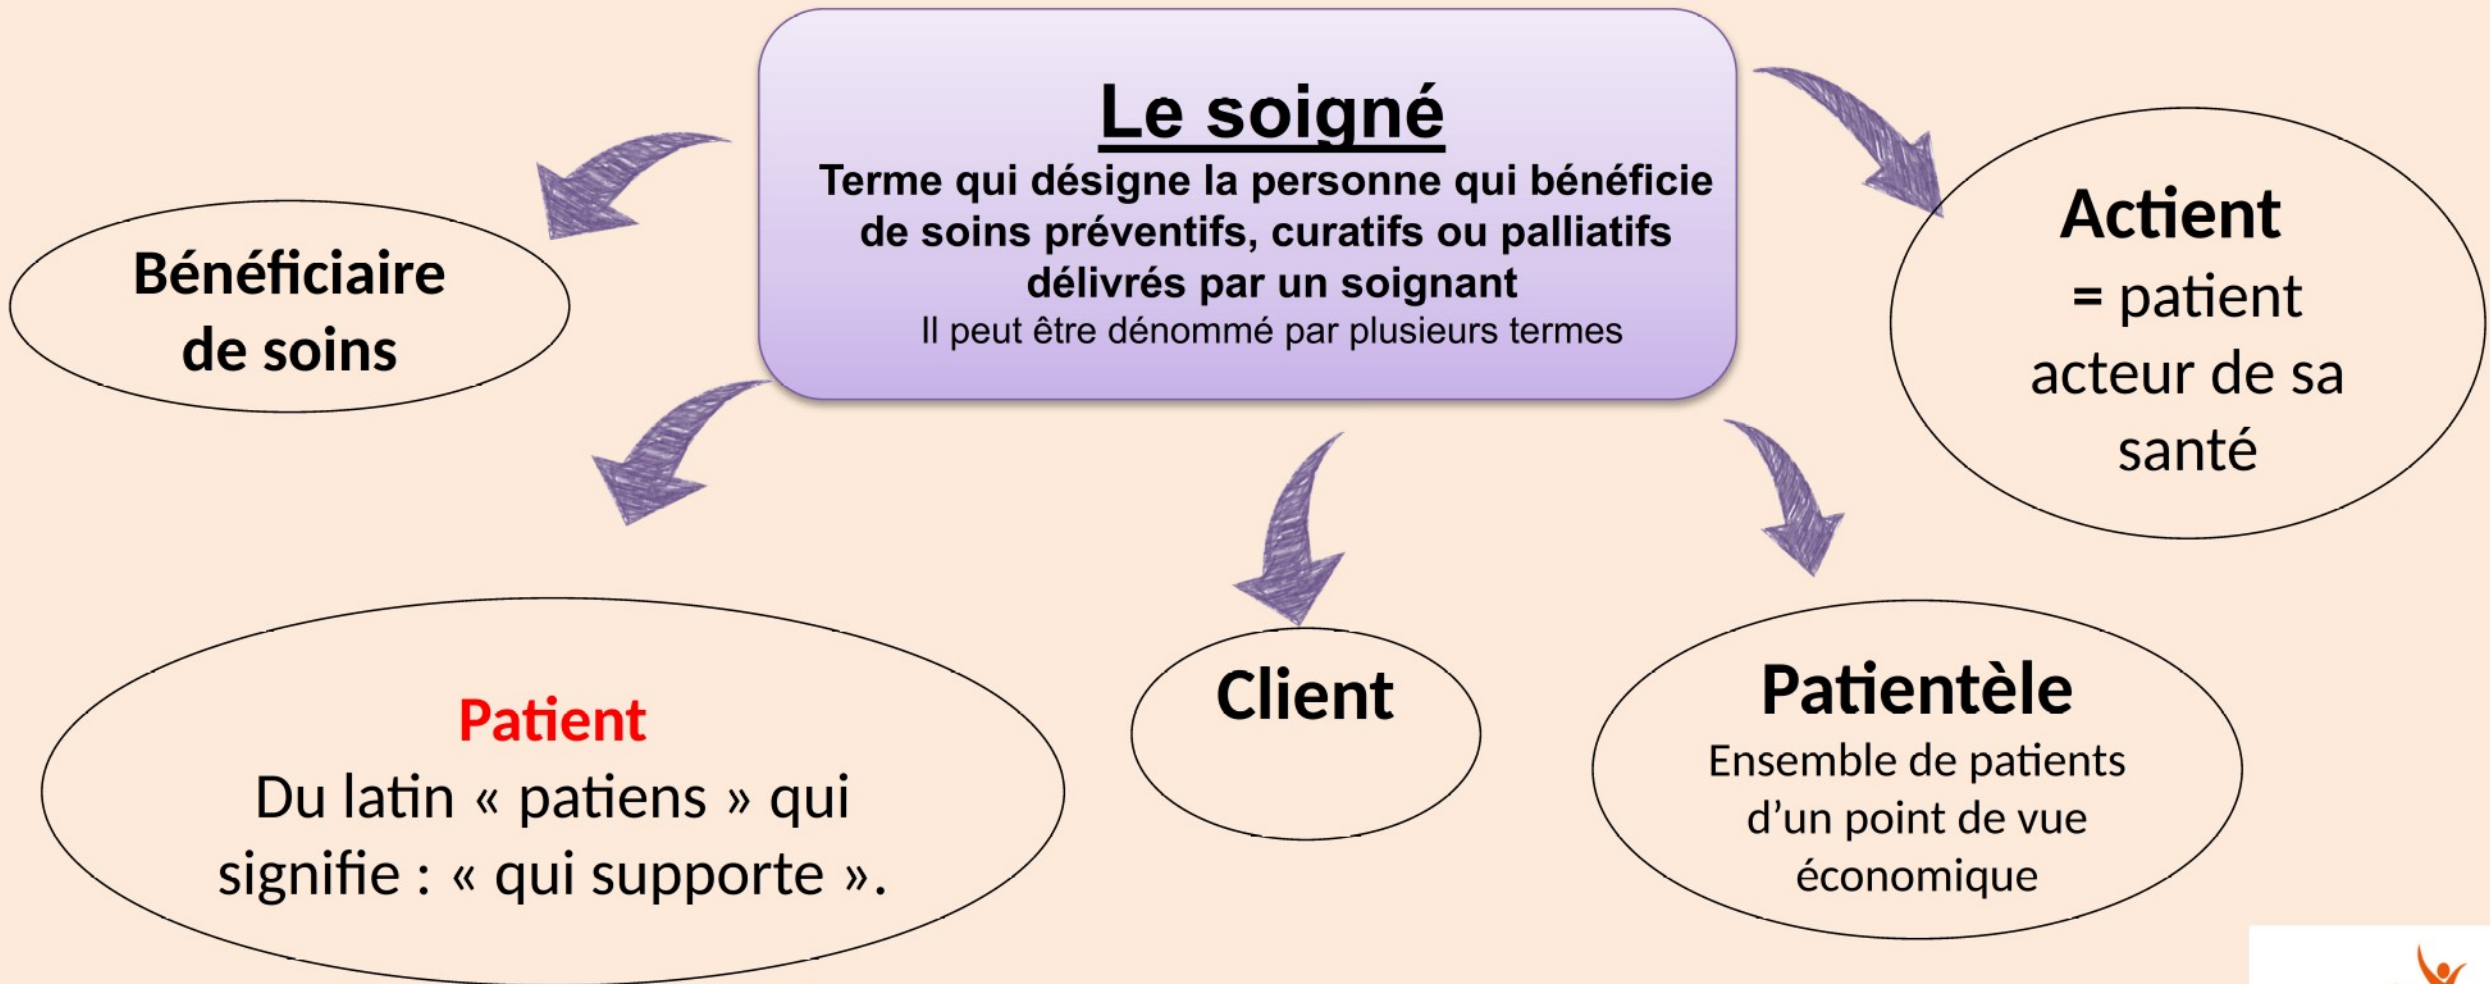 Le soigné
Terme qui désigne la personne qui bénéficie
de soins préventifs, curatifs ou palliatifs
délivrés par un soignant
Il peut être dénommé par plusieurs termes
Bénéficiaire
de soins
Actient
= patient
acteur de sa
santé
Patient
Du latin « patiens » qui
signifie : « qui supporte ».
Client
Patientèle
Ensemble de patients
d’un point de vue
économique